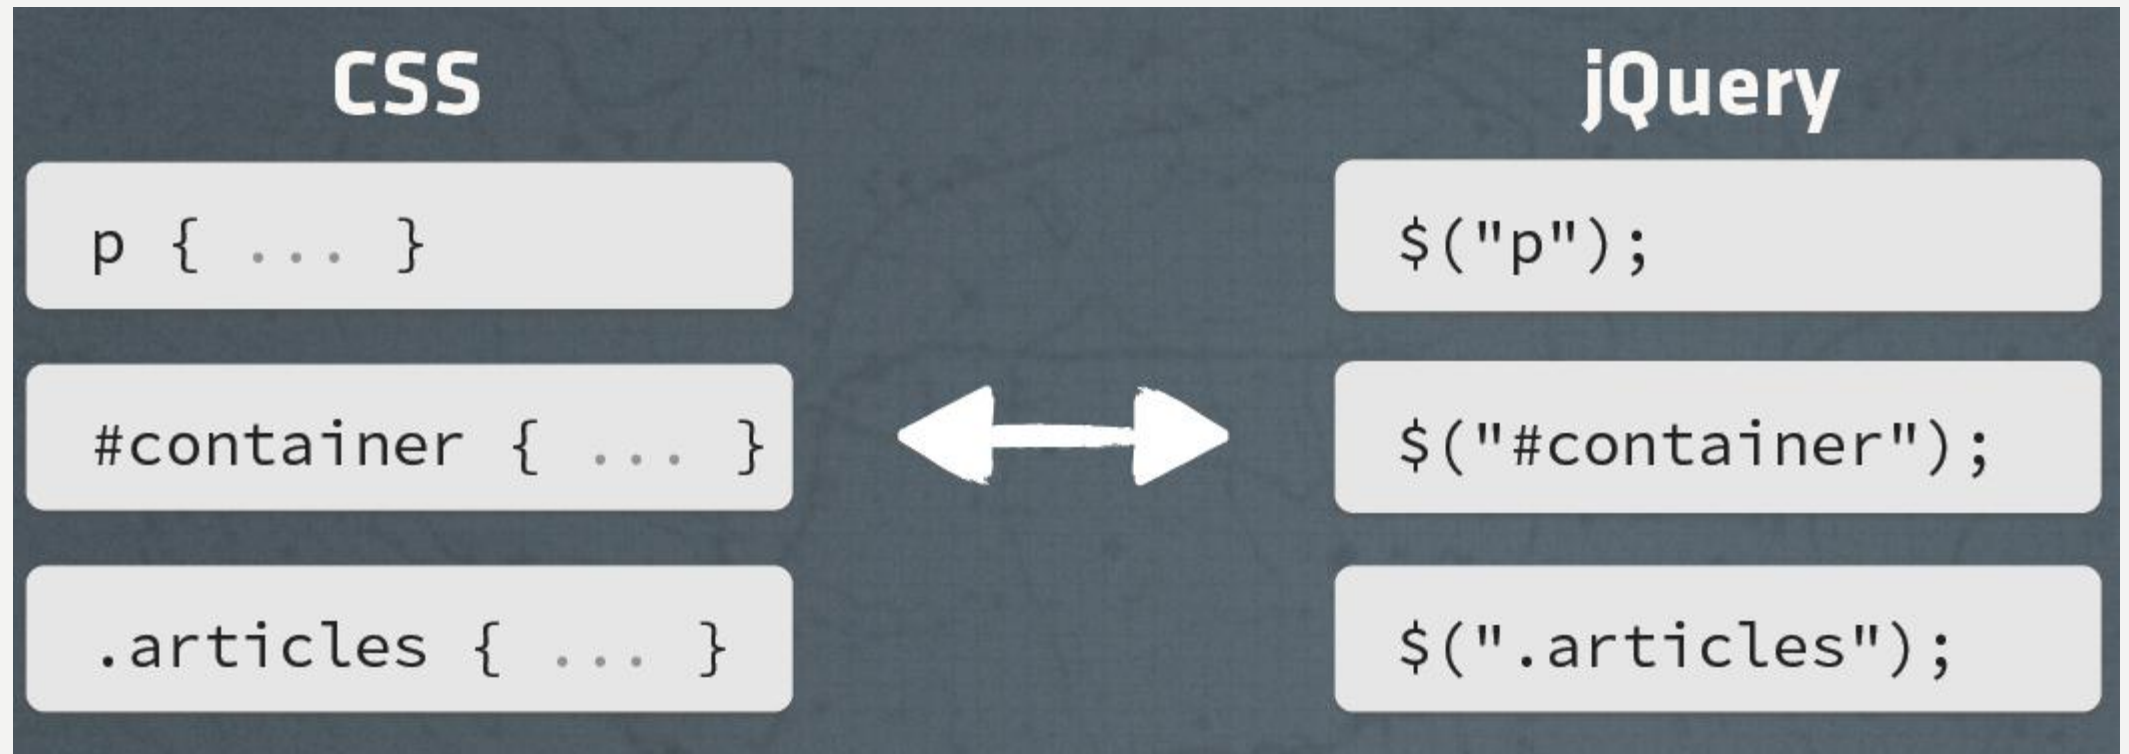 CSS
jQuery
p { ... }
$("p");
#container { ... }
$("#container");
.articles { ... }
$(".articles");